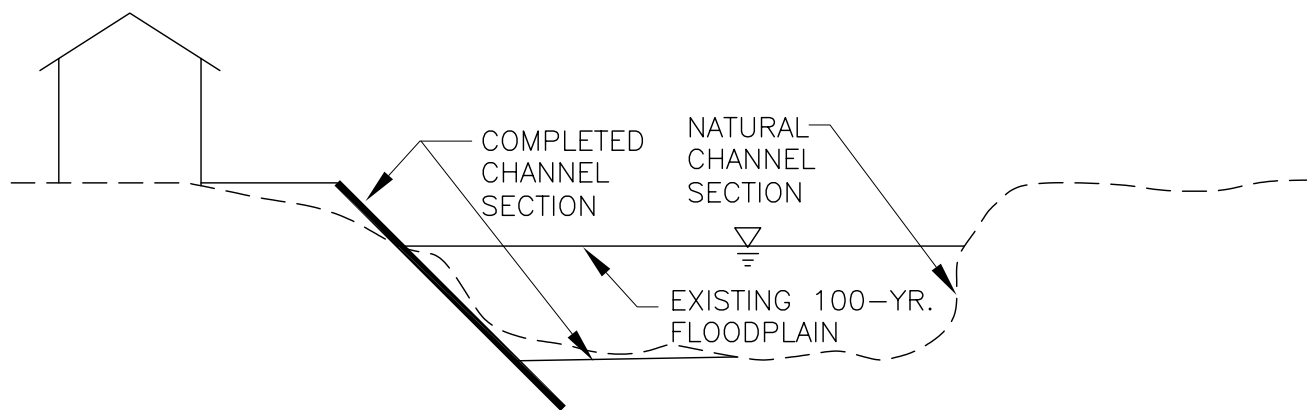 COMPLETED
CHANNEL
SECTION
NATURAL
CHANNEL
SECTION
EXISTING 100-YR.
FLOODPLAIN